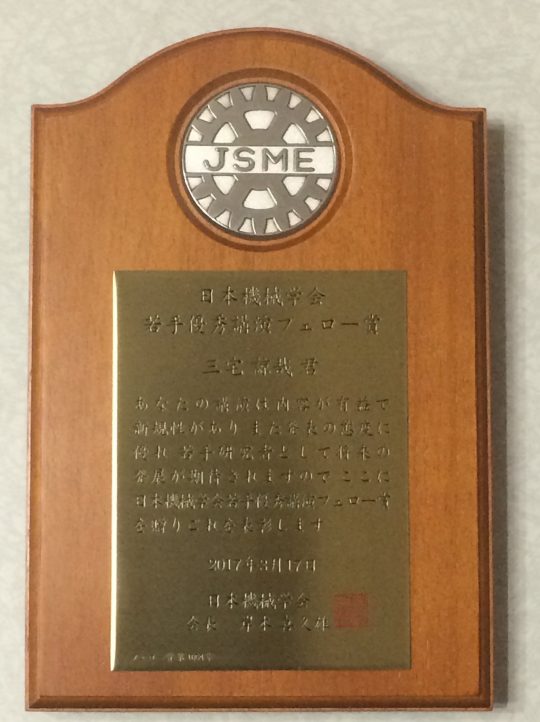 JSME
日本機械学会
若手優秀講演フェロー賞
三宅 哉君
あなたの講演は内容が有益で
新規性があり また発表の態度に
優れ 若手研究者として将来の
発展が期待されますので ここに
日本機械学会若手優秀講演フェロー賞
を贈りこれを表彰します
2017年3月17日
日本機械学会
会長 岸本喜久雄